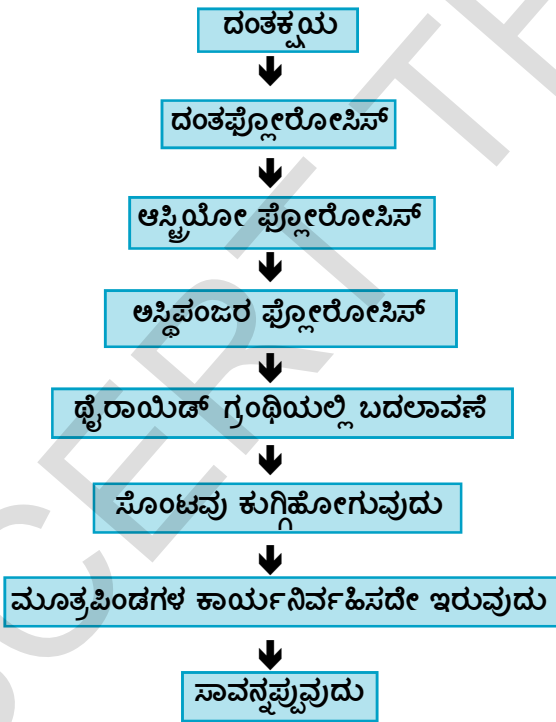 ದಂತಕ್ಷಯ
ದಂತಫ್ಲೋರೋಸಿಸ್
ಆಸ್ಟ್ರಿಯೋ ಫ್ಲೋರೋಸಿಸ್
ಅಸ್ಥಿಪಂಜರ ಫ್ಲೋರೋಸಿಸ್
ಥೈರಾಯಿಡ್ ಗ್ರಂಥಿಯಲ್ಲಿ ಬದಲಾವಣೆ
ಸೊಂಟವು ಕುಗ್ಗಿಹೋಗುವುದು
ಮೂತ್ರಪಿಂಡಗಳ ಕಾರ್ಯನಿರ್ವಹಿಸದೇ ಇರುವುದು
ಸಾವನ್ನಪ್ಪುವುದು